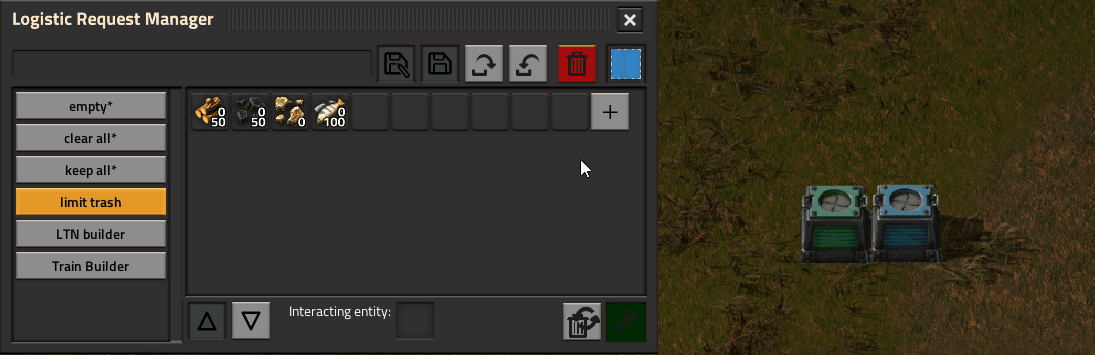 Logistic Request Manager
empty*
clear all*
keep all*
limit trash
LTN builder
Train Builder
0 0 0
50 50 0 100
Interacting entity: